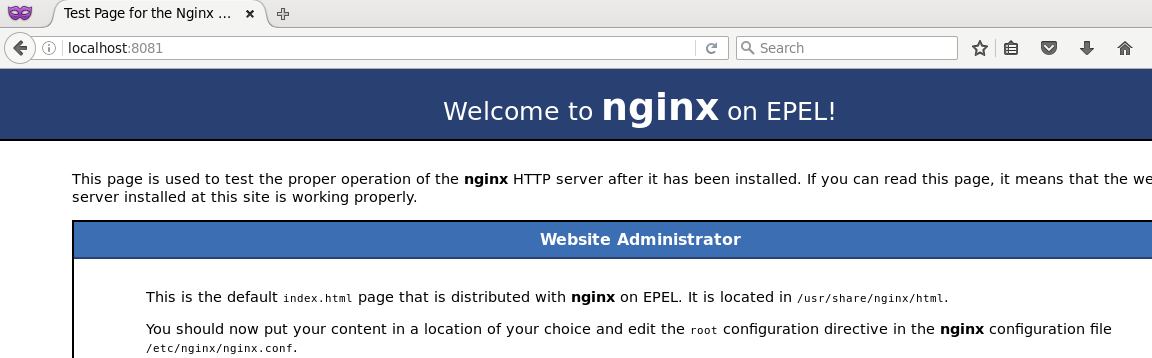 Test Page for the Nginx ...
localhost:8081
Search
Welcome to nginx on EPEL!
This page is used to test the proper operation of the nginx HTTP server after it has been installed. If you can read this page, it means that the we
server installed at this site is working properly.
Website Administrator
This is the default index.html page that is distributed with nginx on EPEL. It is located in /usr/share/nginx/html.
You should now put your content in a location of your choice and edit the root configuration directive in the nginx configuration file
/etc/nginx/nginx.conf.